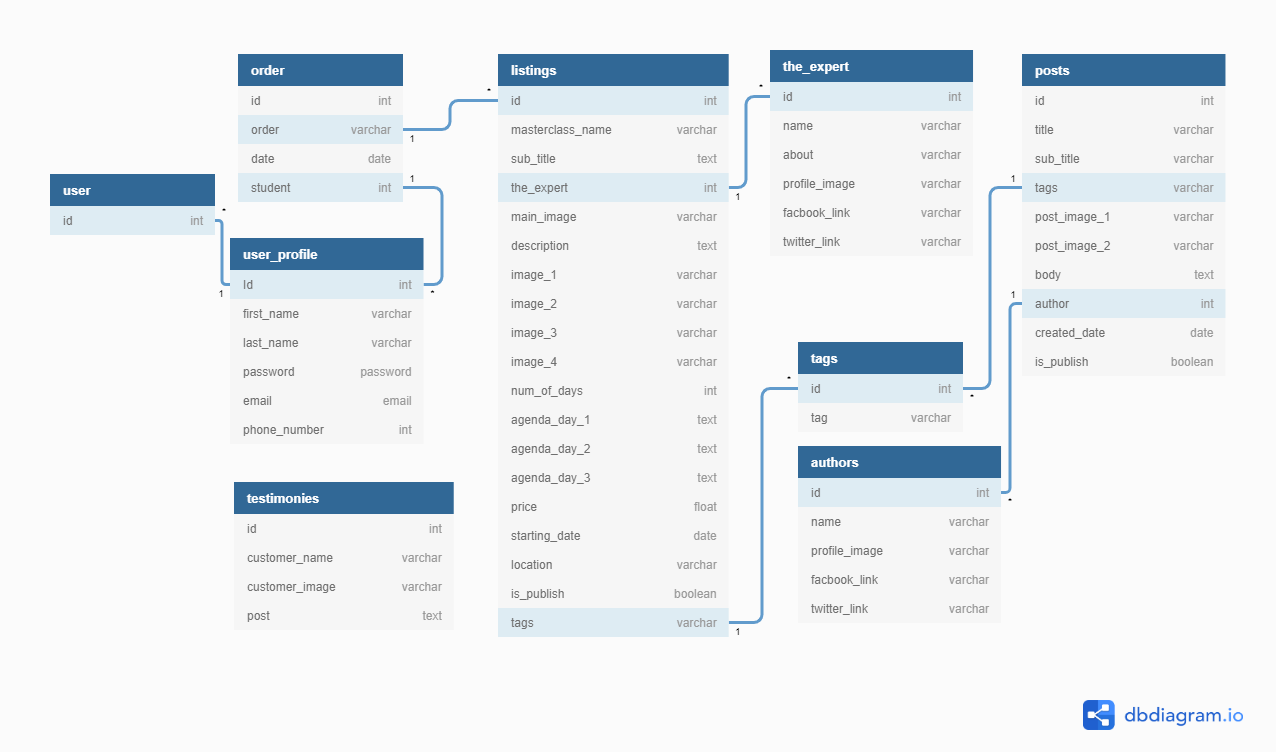 user
id int
order
id int
order varchar
date date
student int
user_profile
Id int
first_name varchar
last_name varchar
password password
email email
phone_number int
testimonies
id int
customer_name varchar
customer_image varchar
post text
listings
id int
masterclass_name varchar
sub_title text
the_expert int
main_image varchar
description text
image_1 varchar
image_2 varchar
image_3 varchar
image_4 varchar
num_of_days int
agenda_day_1 text
agenda_day_2 text
agenda_day_3 text
price float
starting_date date
location varchar
is_publish boolean
tags varchar
the_expert
id int
name varchar
about varchar
profile_image varchar
facbook_link varchar
twitter_link varchar
tags
id int
tag varchar
authors
id int
name varchar
profile_image varchar
facbook_link varchar
twitter_link varchar
posts
id int
title varchar
sub_title varchar
tags varchar
post_image_1 varchar
post_image_2 varchar
body text
author int
created_date date
is_publish boolean
1
*
1
*
1
*
1
*
1
*
1
*
1
*
dbdiagram.io